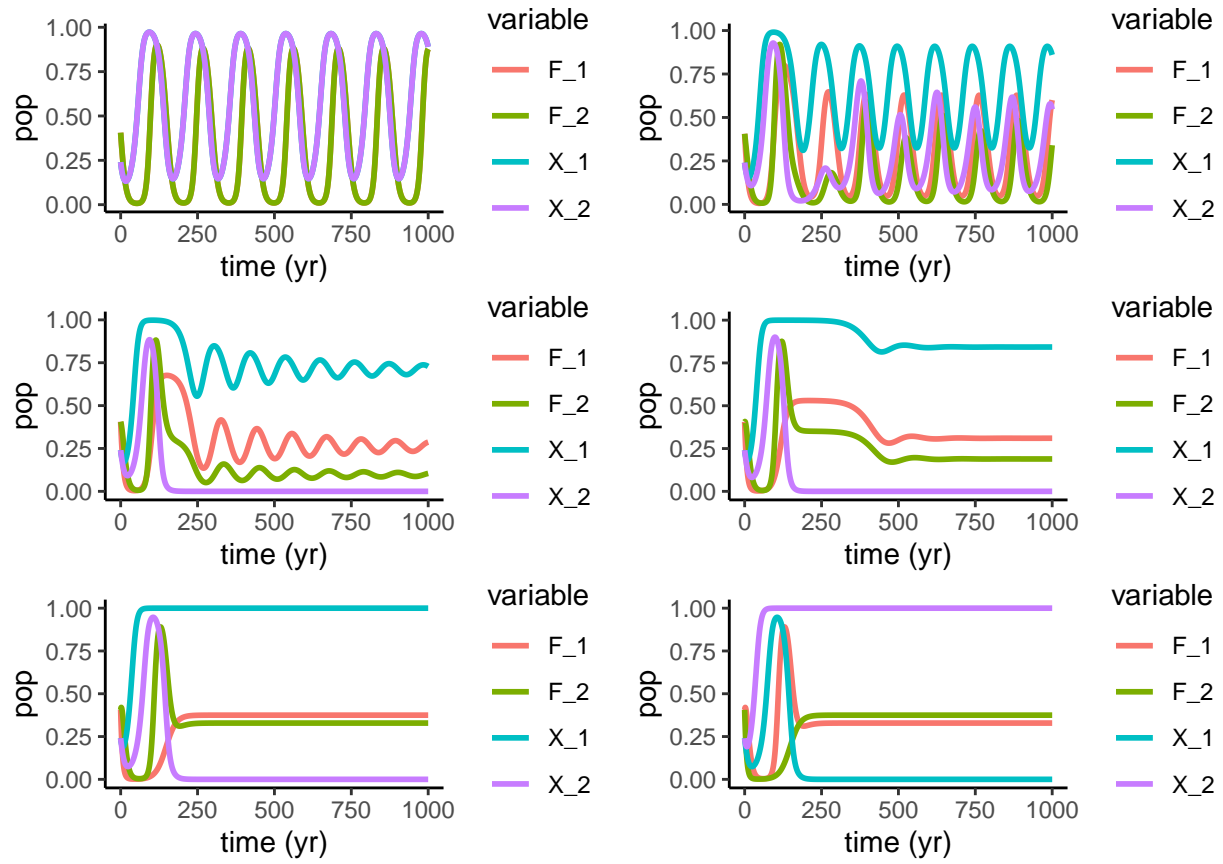 variable
1.00
0.75
0.50
0.25
0.00
pop
0
250
500
750
1000
time (yr)
F_1
F_2
X_1
X_2
variable
1.00
0.75
0.50
0.25
0.00
pop
0
250
500
750
1000
time (yr)
F_1
F_2
X_1
X_2
variable
1.00
0.75
0.50
0.25
0.00
pop
0
250
500
750
1000
time (yr)
F_1
F_2
X_1
X_2
variable
1.00
0.75
0.50
0.25
0.00
pop
0
250
500
750
1000
time (yr)
F_1
F_2
X_1
X_2
variable
1.00
0.75
0.50
0.25
0.00
pop
0
250
500
750
1000
time (yr)
F_1
F_2
X_1
X_2
variable
1.00
0.75
0.50
0.25
0.00
pop
0
250
500
750
1000
time (yr)
F_1
F_2
X_1
X_2